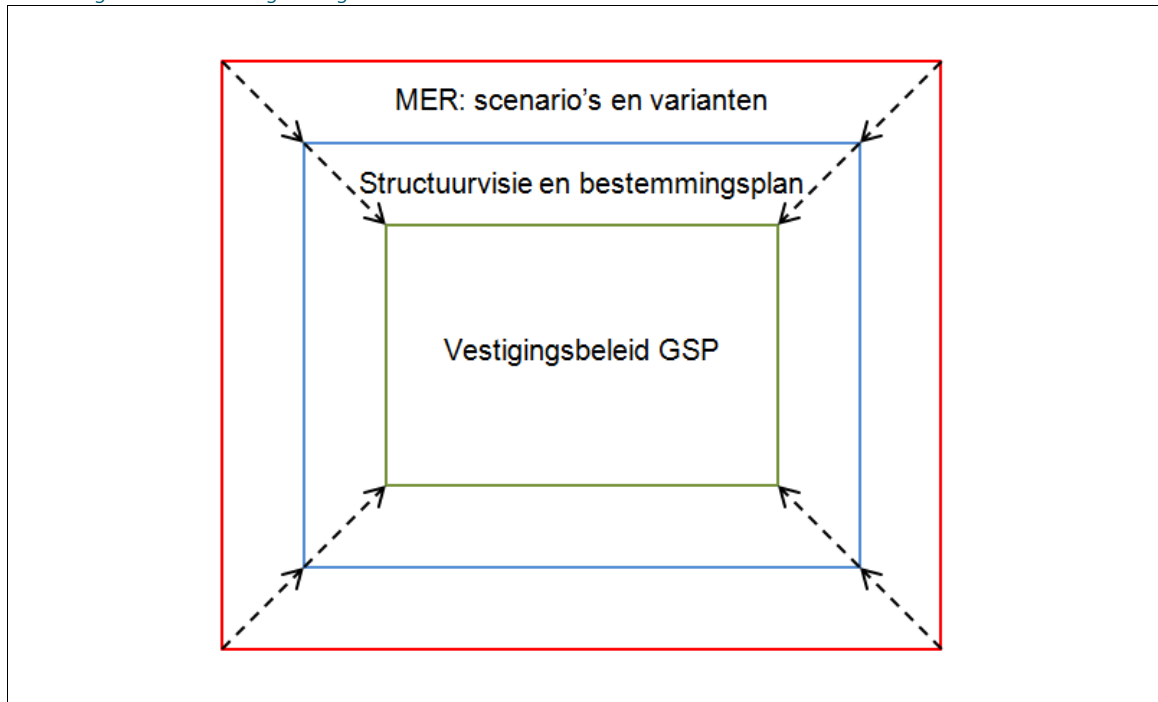 MER: scenario's en varianten
Structuurvisie en bestemmingsplan
Vestigingsbeleid GSP